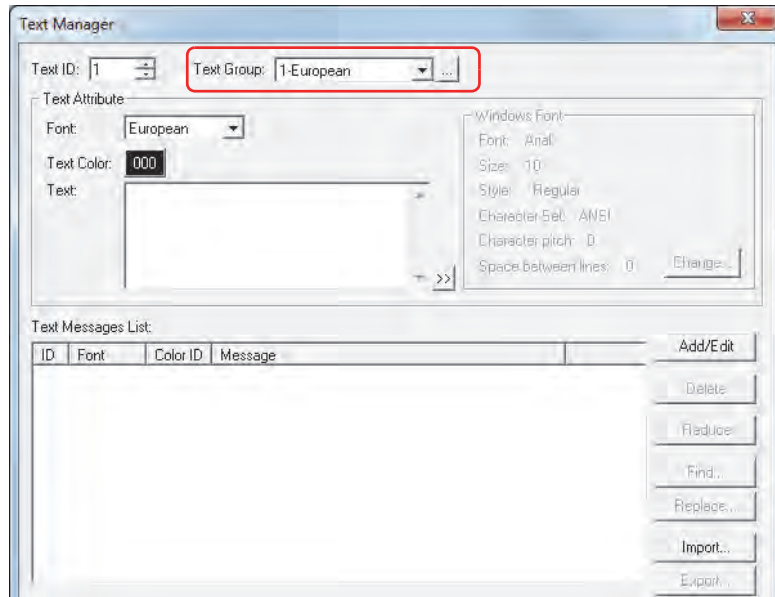 Text Manager
Text ID: 1 Text Group: 1-European ...
Text Attribute
Font: European
Text Color: 000
Text:
>>
Windows Font
Font: Arial
Size: 10
Style: Regular
Character Set: ANSI
Character pitch: 0
Space between lines: 0 Change...
Text Messages List:
ID Font Color ID Message
Add/Edit
Delete
Reduce
Find...
Replace...
Import...
Export...